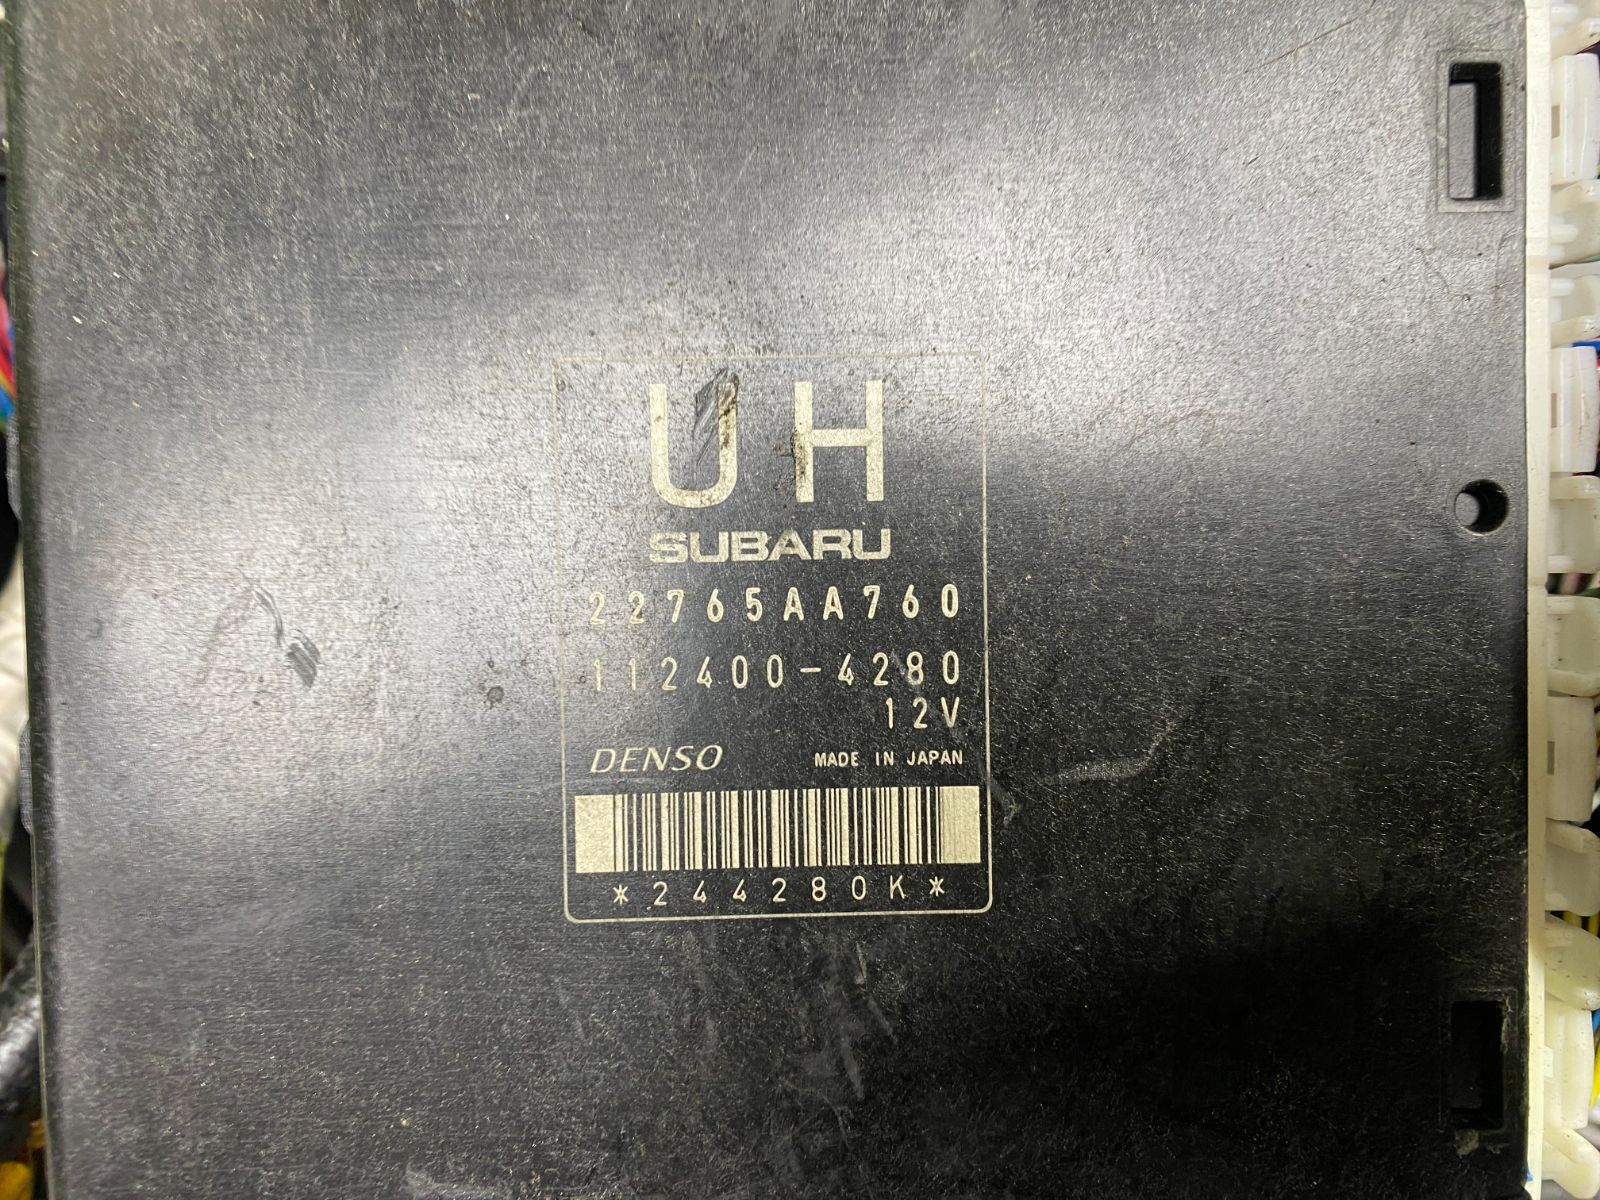 UH
SUBARU
22765AA760
112400-4280
12V
DENSO MADE IN JAPAN
*244280K*